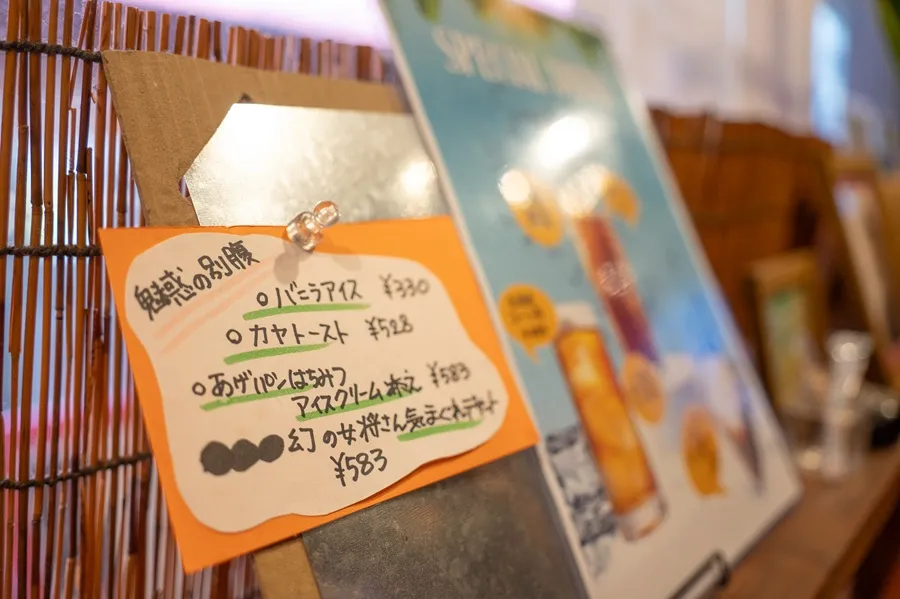 魅惑の別腹
○バニラアイス ¥330
○カヤトースト ¥528
○あげパンはちみつ
アイスクリーム添え ¥583
幻の女将さん気まぐれデザート
¥583
SPECIAL